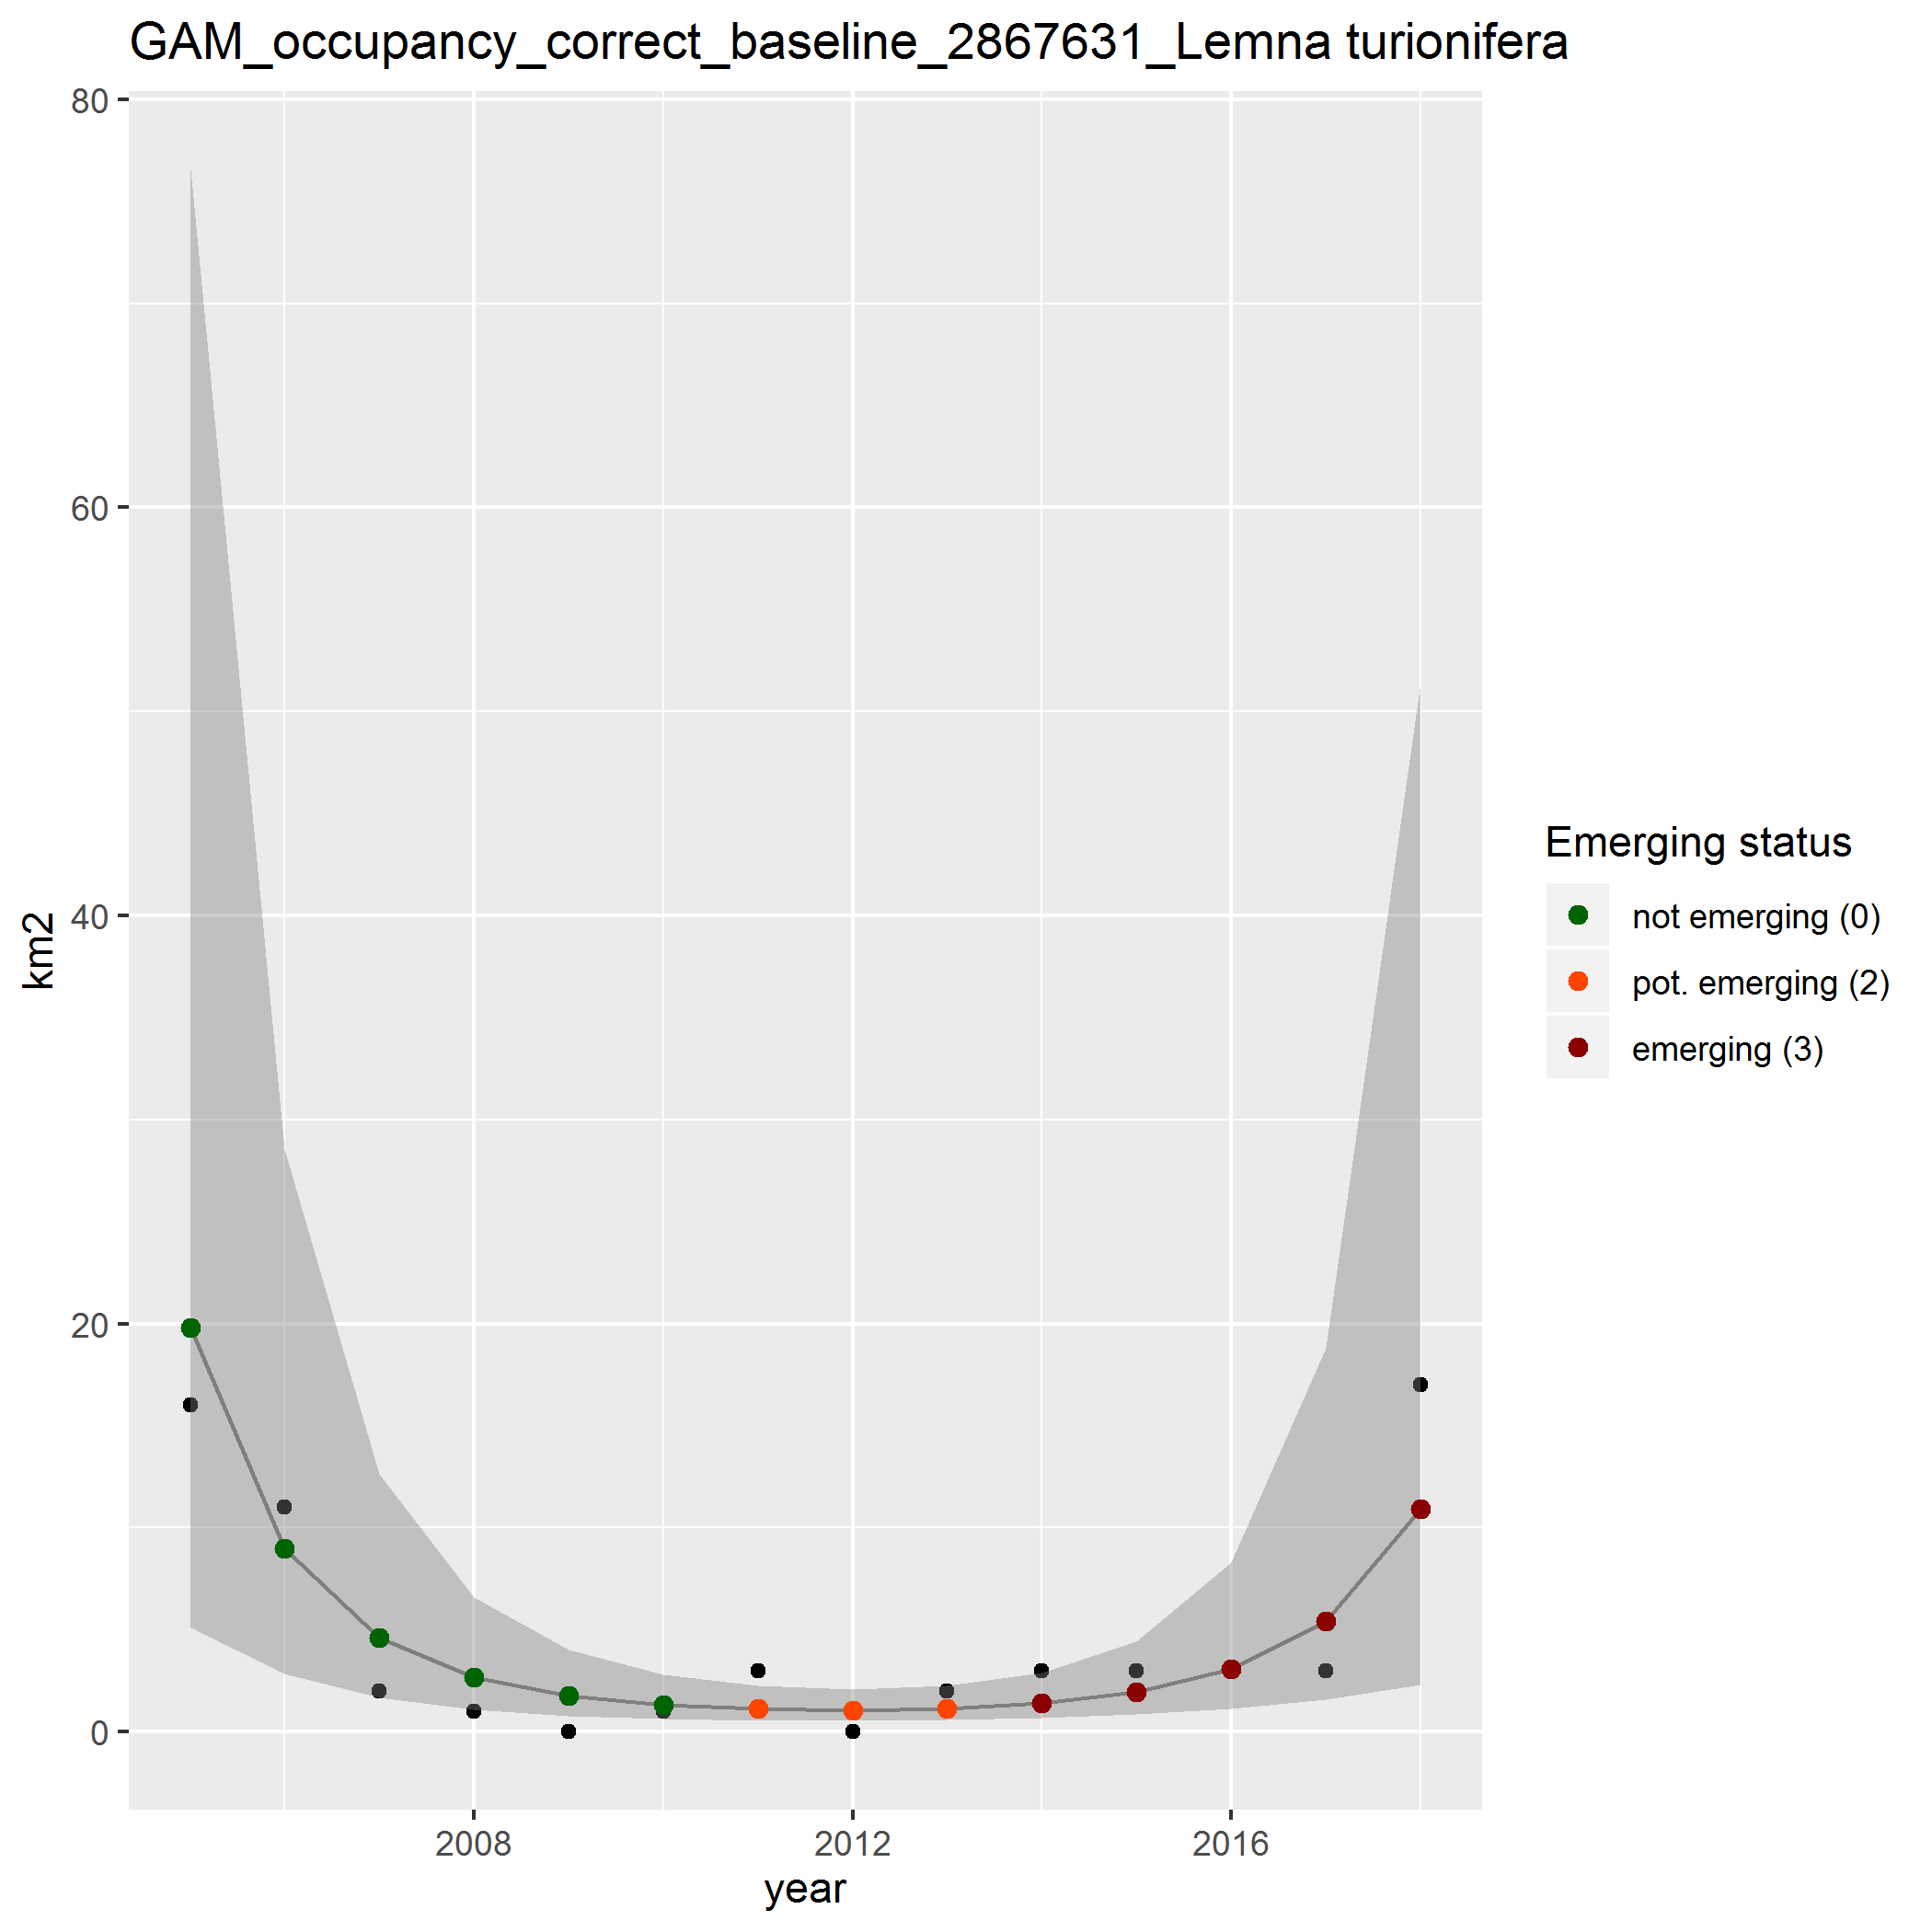 GAM_occupancy_correct_baseline_2867631_Lemna turionifera
80
60
40
20
0
km2
2008
2012
2016
year
Emerging status
not emerging (0)
pot. emerging (2)
emerging (3)